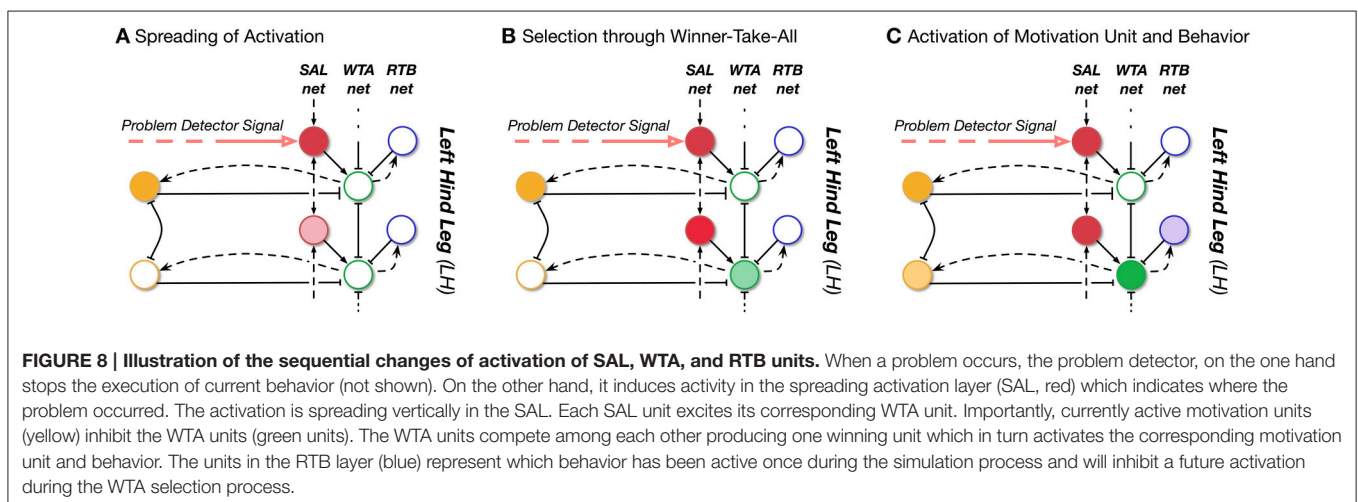 A Spreading of Activation
SAL net WTA net RTB net
Problem Detector Signal
Left Hind Leg (LH)
B Selection through Winner-Take-All
SAL net WTA net RTB net
Problem Detector Signal
Left Hind Leg (LH)
C Activation of Motivation Unit and Behavior
SAL net WTA net RTB net
Problem Detector Signal
Left Hind Leg (LH)
FIGURE 8 | Illustration of the sequential changes of activation of SAL, WTA, and RTB units. When a problem occurs, the problem detector, on the one hand
stops the execution of current behavior (not shown). On the other hand, it induces activity in the spreading activation layer (SAL, red) which indicates where the
problem occurred. The activation is spreading vertically in the SAL. Each SAL unit excites its corresponding WTA unit. Importantly, currently active motivation units
(yellow) inhibit the WTA units (green units). The WTA units compete among each other producing one winning unit which in turn activates the corresponding motivation
unit and behavior. The units in the RTB layer (blue) represent which behavior has been active once during the simulation process and will inhibit a future activation
during the WTA selection process.